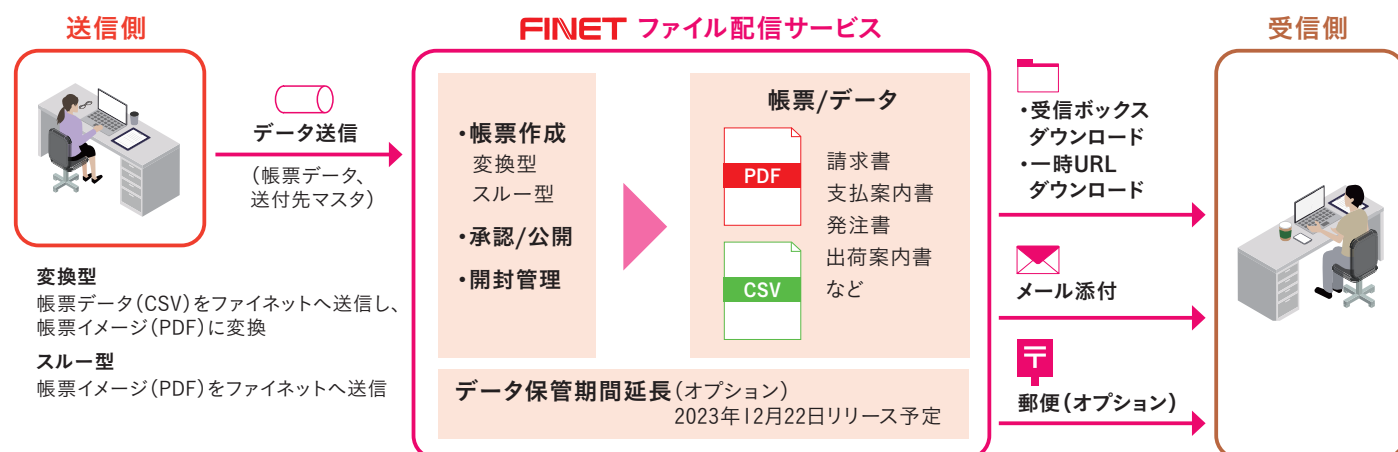 送信側
FINET ファイル配信サービス
受信側
データ送信
(帳票データ、
送付先マスタ)
変換型
帳票データ(CSV)をファイネットへ送信し、
帳票イメージ(PDF)に変換
スルー型
帳票イメージ(PDF)をファイネットへ送信
・帳票作成
変換型
スルー型
・承認/公開
・開封管理
帳票/データ
PDF
CSV
請求書
支払案内書
発注書
出荷案内書
など
データ保管期間延長(オプション)
2023年12月22日リリース予定
・受信ボックス
ダウンロード
・一時URL
ダウンロード
メール添付
〒
郵便(オプション)